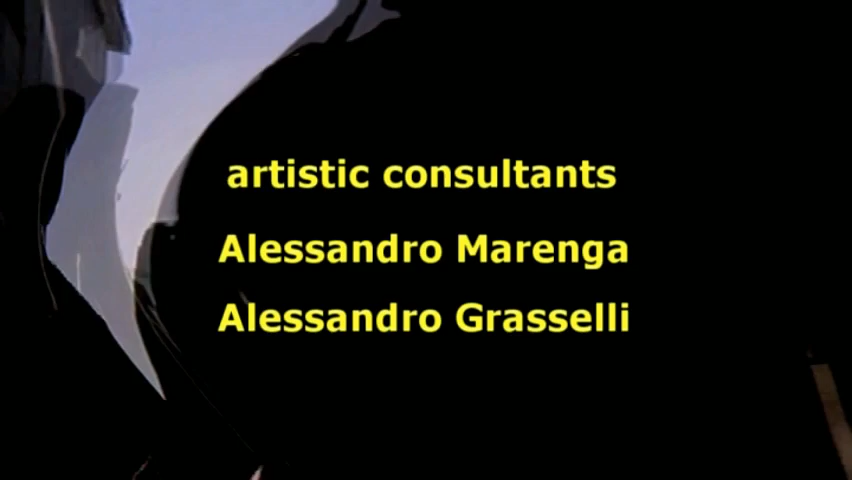 artistic consultants
Alessandro Marenga
Alessandro Grasselli